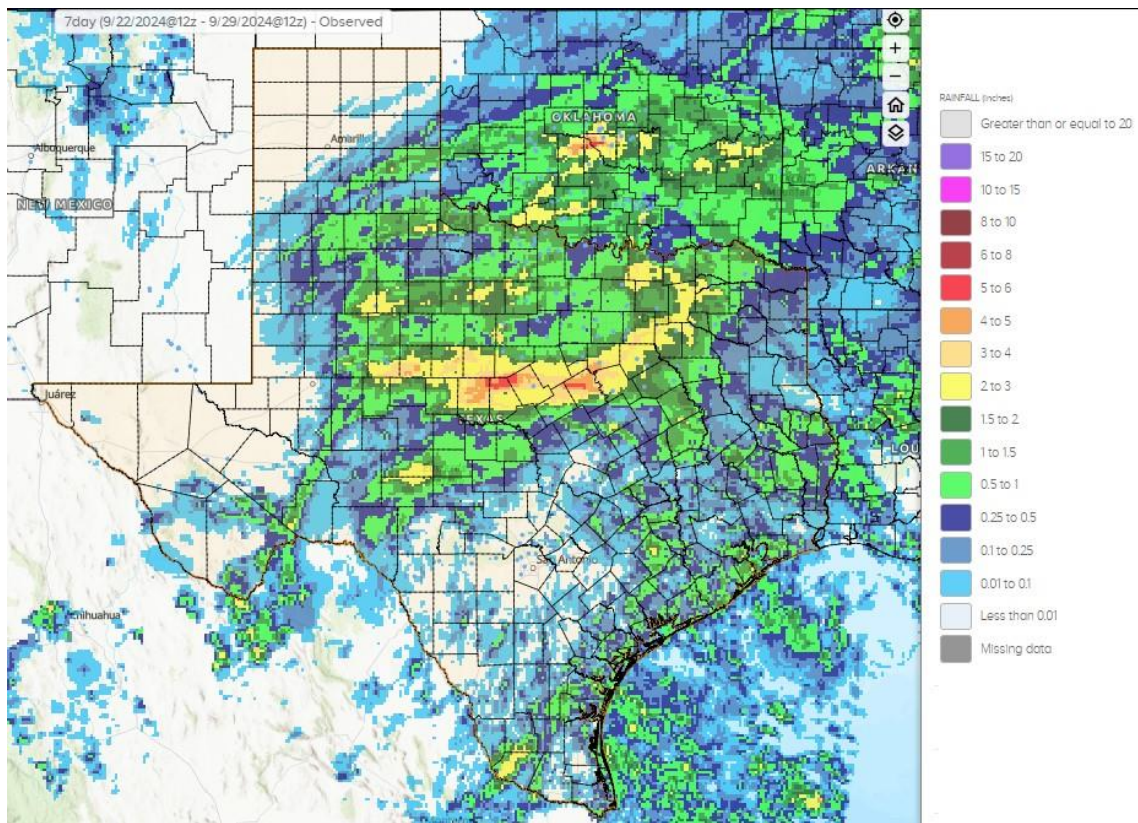 7day (9/22/2024@12z - 9/29/2024@12z) - Observed
OKLAHOMA
Amarillo
Albuquerque
ARKAN
NEW MEXICO
Juárez
TEXAS
LOU
San Antonio
Chihuahua
RAINFALL (Inches)
Greater than or equal to 20
15 to 20
10 to 15
8 to 10
6 to 8
5 to 6
4 to 5
3 to 4
2 to 3
1.5 to 2
1 to 1.5
0.5 to 1
0.25 to 0.5
0.1 to 0.25
0.01 to 0.1
Less than 0.01
Missing data